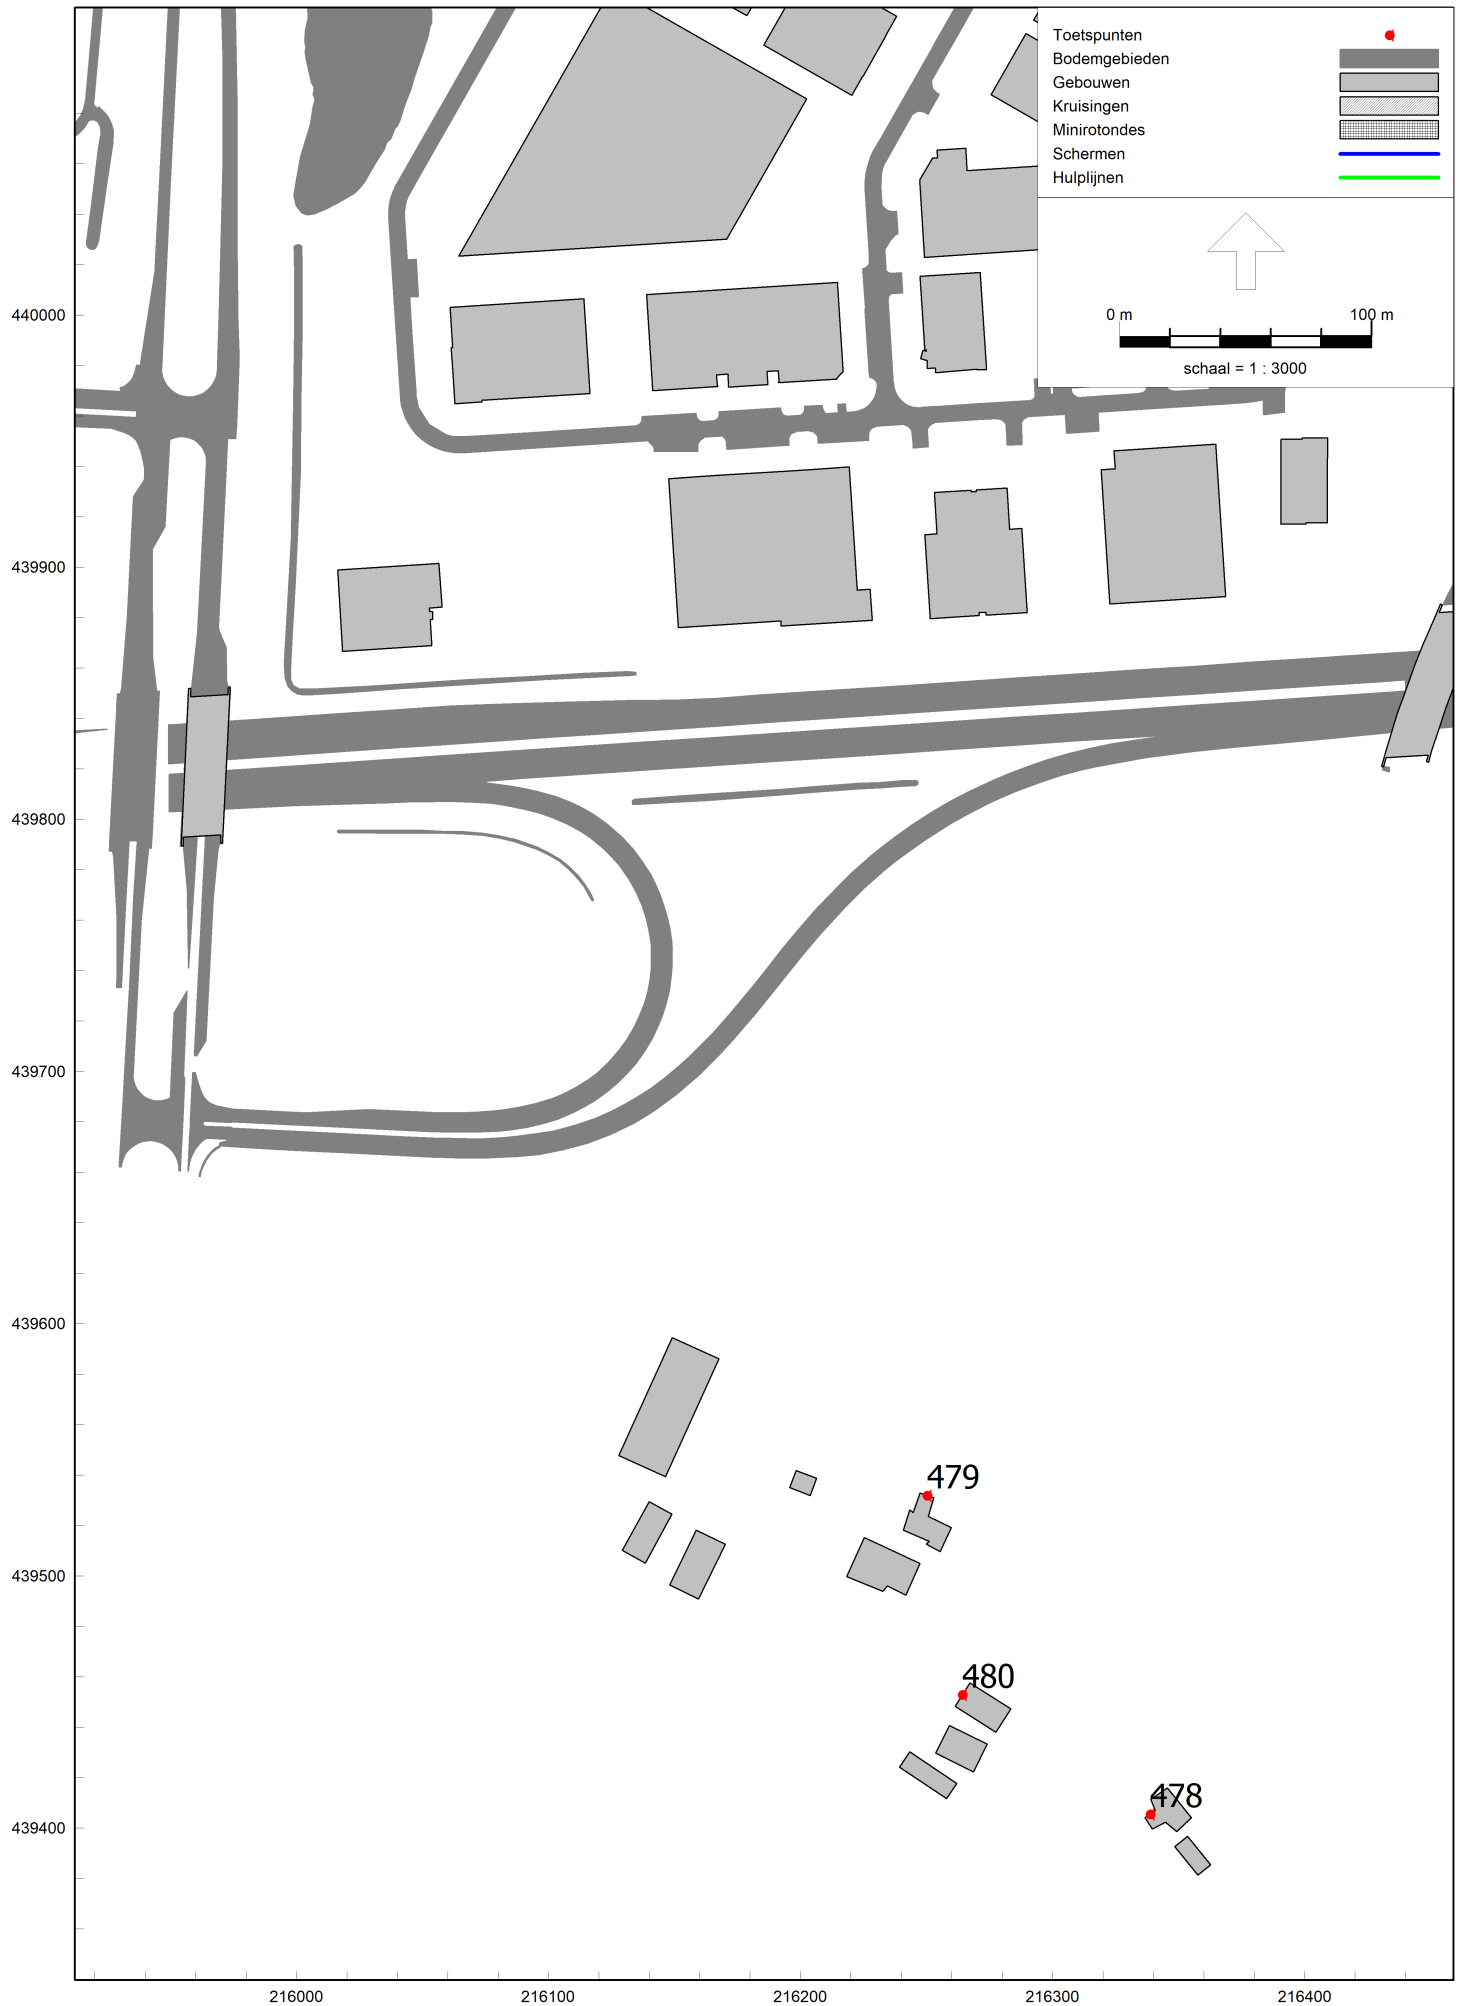 Toetspunten
Bodemgebieden
Gebouwen
Kruisingen
Minirotondes
Schermen
Hulplijnen
0 m 100 m
schaal = 1 : 3000
440000
439900
439800
439700
439600
479
439500
480
478
439400
216000 216100 216200 216300 216400